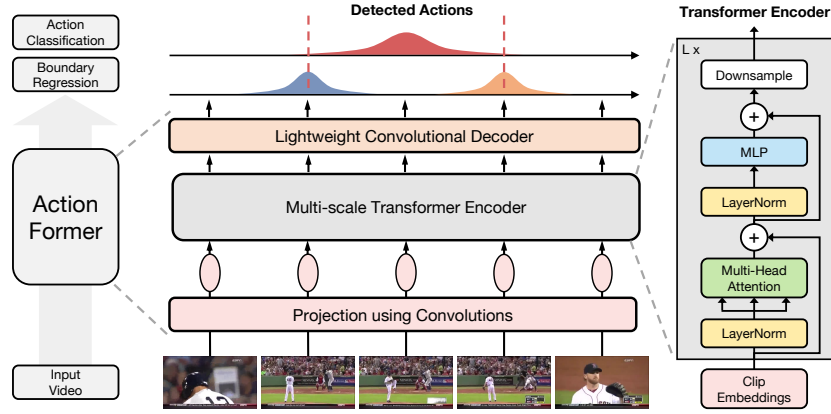 Action
Classification
Boundary
Regression
Action
Former
Input
Video
Detected Actions
Lightweight Convolutional Decoder
Multi-scale Transformer Encoder
Projection using Convolutions
Transformer Encoder
L x
Downsample
+
MLP
LayerNorm
+
Multi-Head
Attention
LayerNorm
Clip
Embeddings